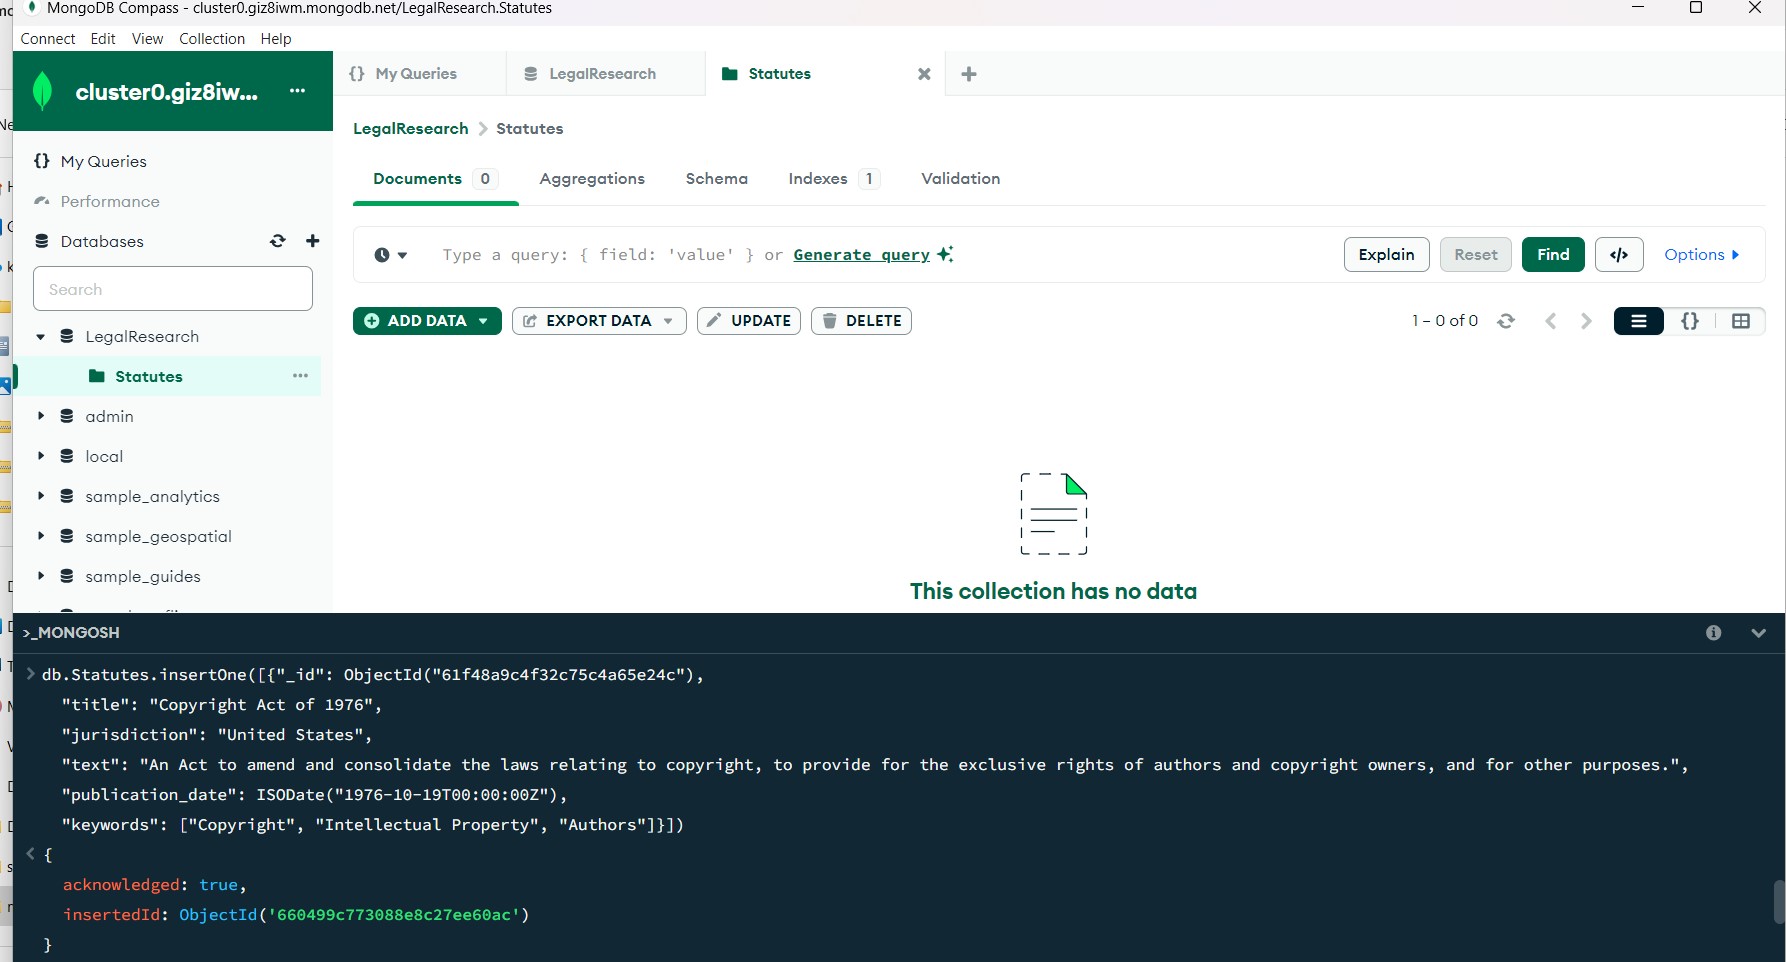 MongoDB Compass - cluster0.giz8iwm.mongodb.net/LegalResearch.Statutes
Connect Edit View Collection Help
cluster0.giz8iw...
{} My Queries
LegalResearch
Statutes
LegalResearch > Statutes
{} My Queries
Performance
Databases
Search
LegalResearch
Statutes
admin
local
sample_analytics
sample_geospatial
sample_guides
Documents 0
Aggregations
Schema
Indexes 1
Validation
Type a query: { field: 'value' } or Generate query
Explain
Reset
Find
</>
Options
ADD DATA
EXPORT DATA
UPDATE
DELETE
1 – 0 of 0
{}
This collection has no data
>_MONGOSH
> db.Statutes.insertOne([{"_id": ObjectId("61f48a9c4f32c75c4a65e24c"),
"title": "Copyright Act of 1976",
"jurisdiction": "United States",
"text": "An Act to amend and consolidate the laws relating to copyright, to provide for the exclusive rights of authors and copyright owners, and for other purposes.",
"publication_date": ISODate("1976-10-19T00:00:00Z"),
"keywords": ["Copyright", "Intellectual Property", "Authors"]}])
< {
acknowledged: true,
insertedId: ObjectId('660499c773088e8c27ee60ac')
}